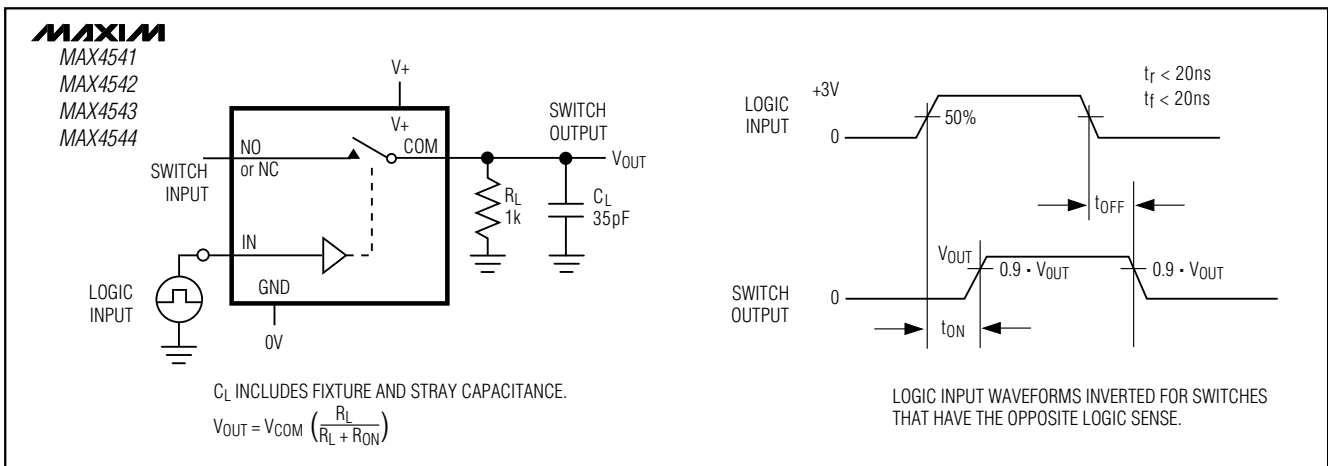 MAXIM
MAX4541
MAX4542
MAX4543
MAX4544
V+
V+
NO
or NC
COM
SWITCH
INPUT
SWITCH
OUTPUT
VOUT
RL
1k
CL
35pF
IN
LOGIC
INPUT
GND
0V
CL INCLUDES FIXTURE AND STRAY CAPACITANCE.
VOUT = VCOM (RL / RL + RON)
tr < 20ns
tf < 20ns
LOGIC
INPUT
+3V
0
50%
tOFF
VOUT
0.9 · VOUT
0.9 · VOUT
SWITCH
OUTPUT
0
tON
LOGIC INPUT WAVEFORMS INVERTED FOR SWITCHES
THAT HAVE THE OPPOSITE LOGIC SENSE.